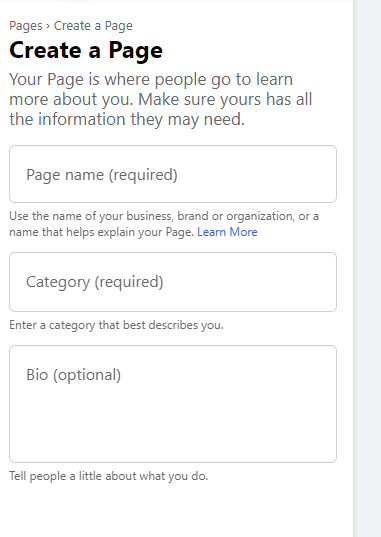 Pages › Create a Page
Create a Page
Your Page is where people go to learn
more about you. Make sure yours has all
the information they may need.
Page name (required)
Use the name of your business, brand or organization, or a
name that helps explain your Page. Learn More
Category (required)
Enter a category that best describes you.
Bio (optional)
Tell people a little about what you do.